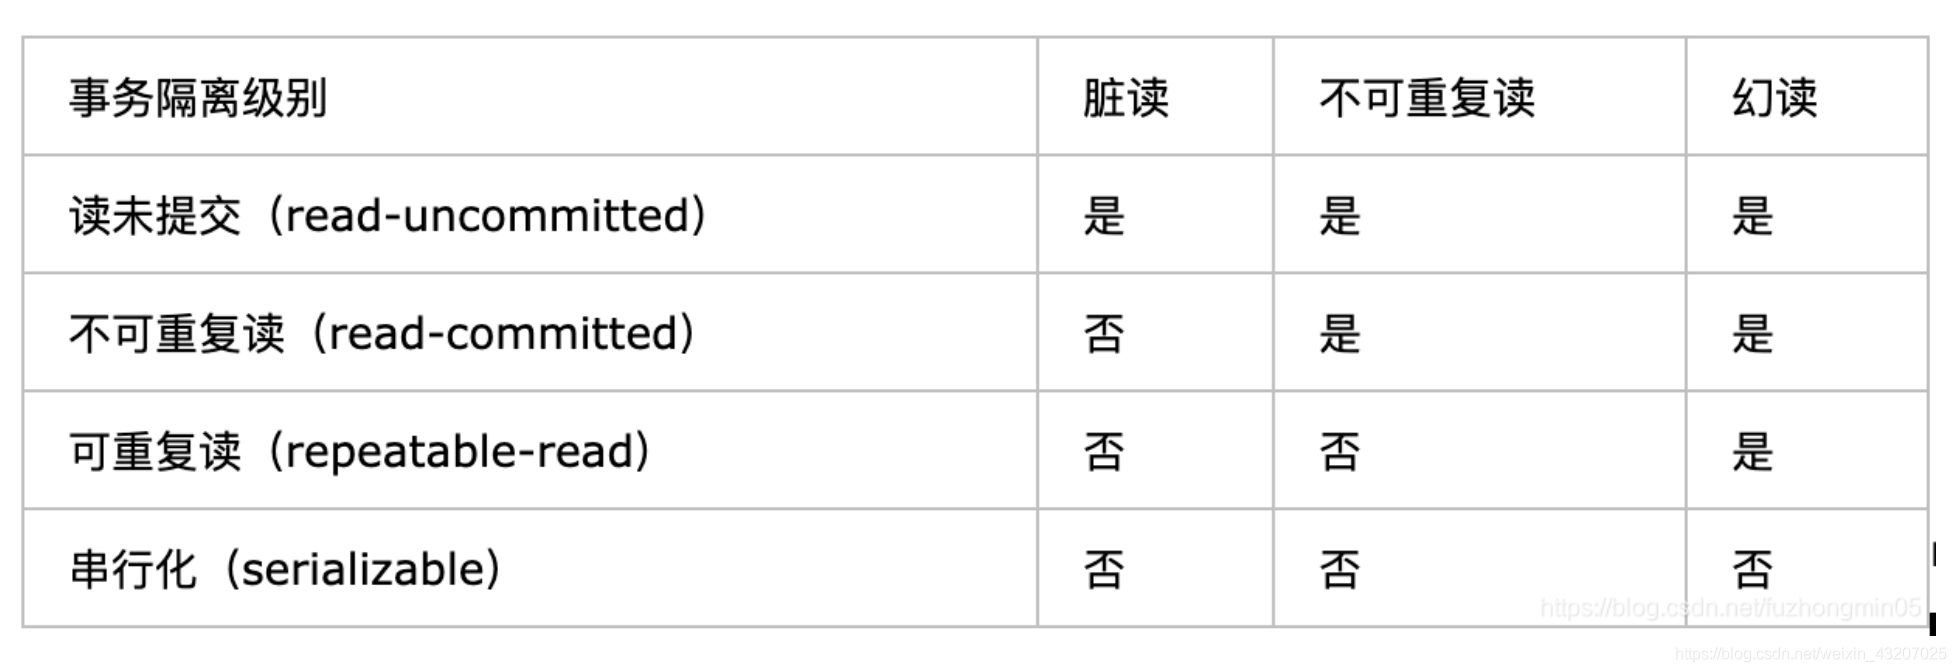 事务隔离级别 脏读 不可重复读 幻读
读未提交（read-uncommitted） 是 是 是
不可重复读（read-committed） 否 是 是
可重复读（repeatable-read） 否 否 是
串行化（serializable） 否 否 否
https://blog.csdn.net/fuzhongmin05
https://blog.csdn.net/weixin_43207025